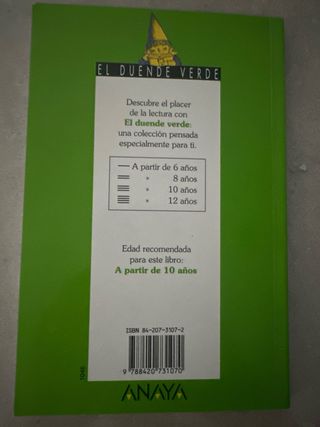 EL DUENDE VERDE
Descubre el placer
de la lectura con
El duende verde:
una colección pensada
especialmente para ti.
A partir de 6 años
" 8 años
" 10 años
" 12 años
Edad recomendada
para este libro:
A partir de 10 años
ISBN 84-207-3107-2
9 788420 731070
ANAYA